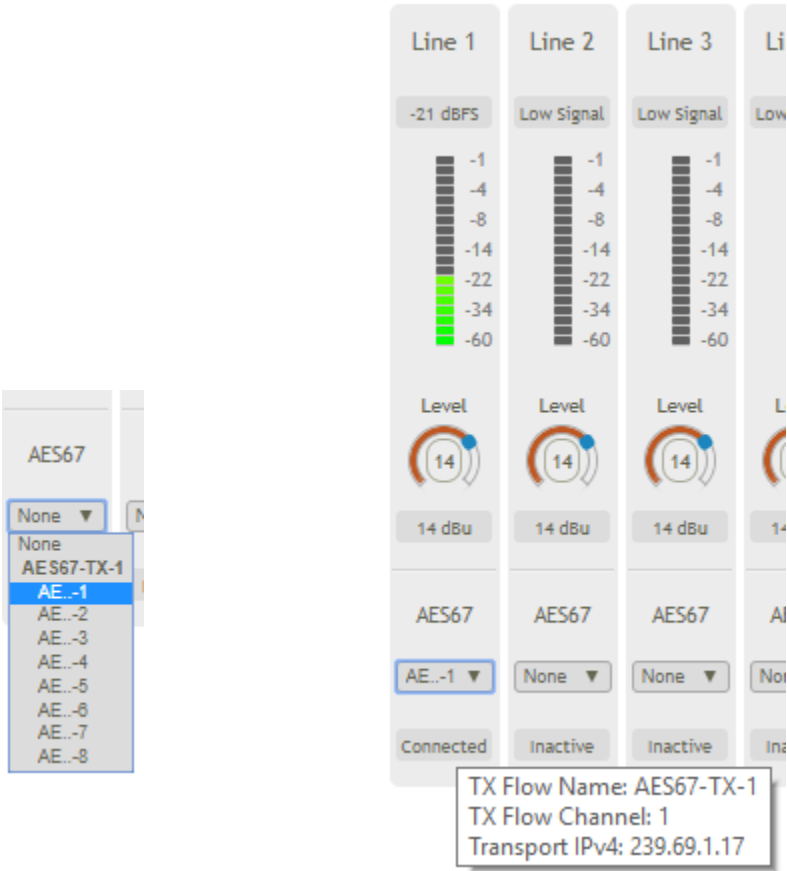 AES67
None ▼
None
AES67-TX-1
AE..-1
AE..-2
AE..-3
AE..-4
AE..-5
AE..-6
AE..-7
AE..-8
Line 1 Line 2 Line 3
-21 dBFS Low Signal Low Signal Low
-1 -1 -1
-4 -4 -4
-8 -8 -8
-14 -14 -14
-22 -22 -22
-34 -34 -34
-60 -60 -60
Level Level Level
14 14 14
14 dBu 14 dBu 14 dBu 14
AES67 AES67 AES67
AE..-1 ▼ None ▼ None ▼
Connected Inactive Inactive
TX Flow Name: AES67-TX-1
TX Flow Channel: 1
Transport IPv4: 239.69.1.17